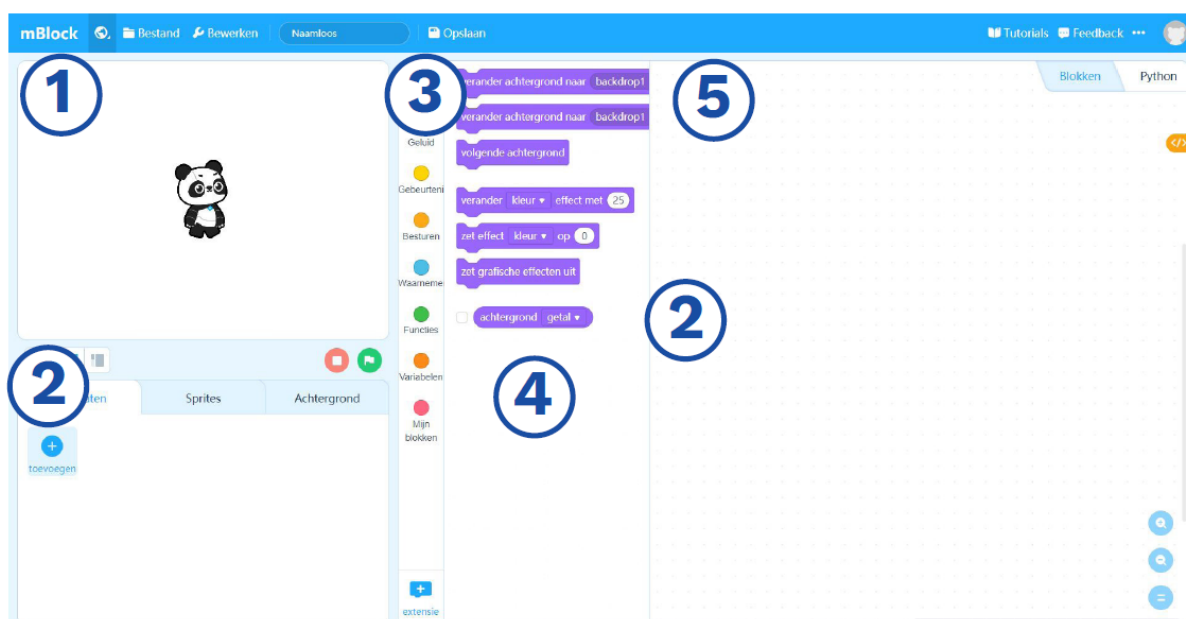 mBlock Bestand Bewerken Naamloos Opslaan Tutorials Feedback
1
3
5
Blokken Python
verander achtergrond naar backdrop1
verander achtergrond naar backdrop1
Geluid
volgende achtergrond
</>
Gebeurteni
verander kleur effect met 25
Besturen
zet effect kleur op 0
Waarneme
zet grafische effecten uit
Functies
achtergrond getal
2
2
Variabelen
4
ten Sprites Achtergrond
Mijn
blokken
toevoegen
extensie